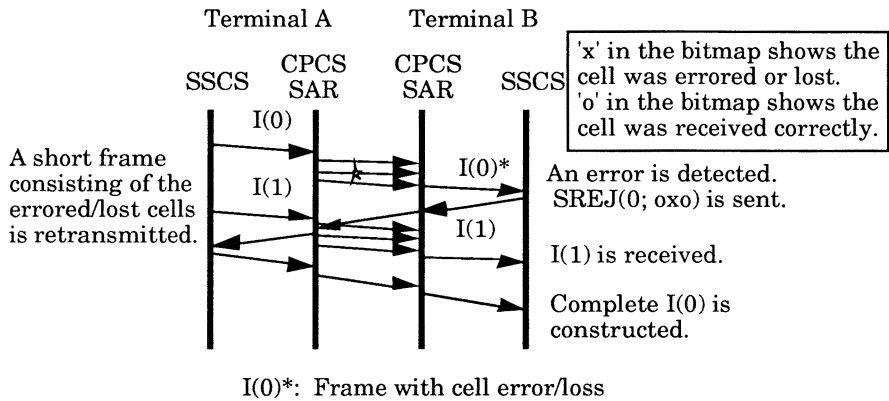 Terminal A
Terminal B
'x' in the bitmap shows the
cell was errored or lost.
'o' in the bitmap shows the
cell was received correctly.
SSCS
CPCS
SAR
CPCS
SAR
SSCS
I(0)
I(0)*
A short frame
consisting of the
errored/lost cells
is retransmitted.
I(1)
An error is detected.
SREJ(0; oxo) is sent.
I(1)
I(1) is received.
Complete I(0) is
constructed.
I(0)*: Frame with cell error/loss